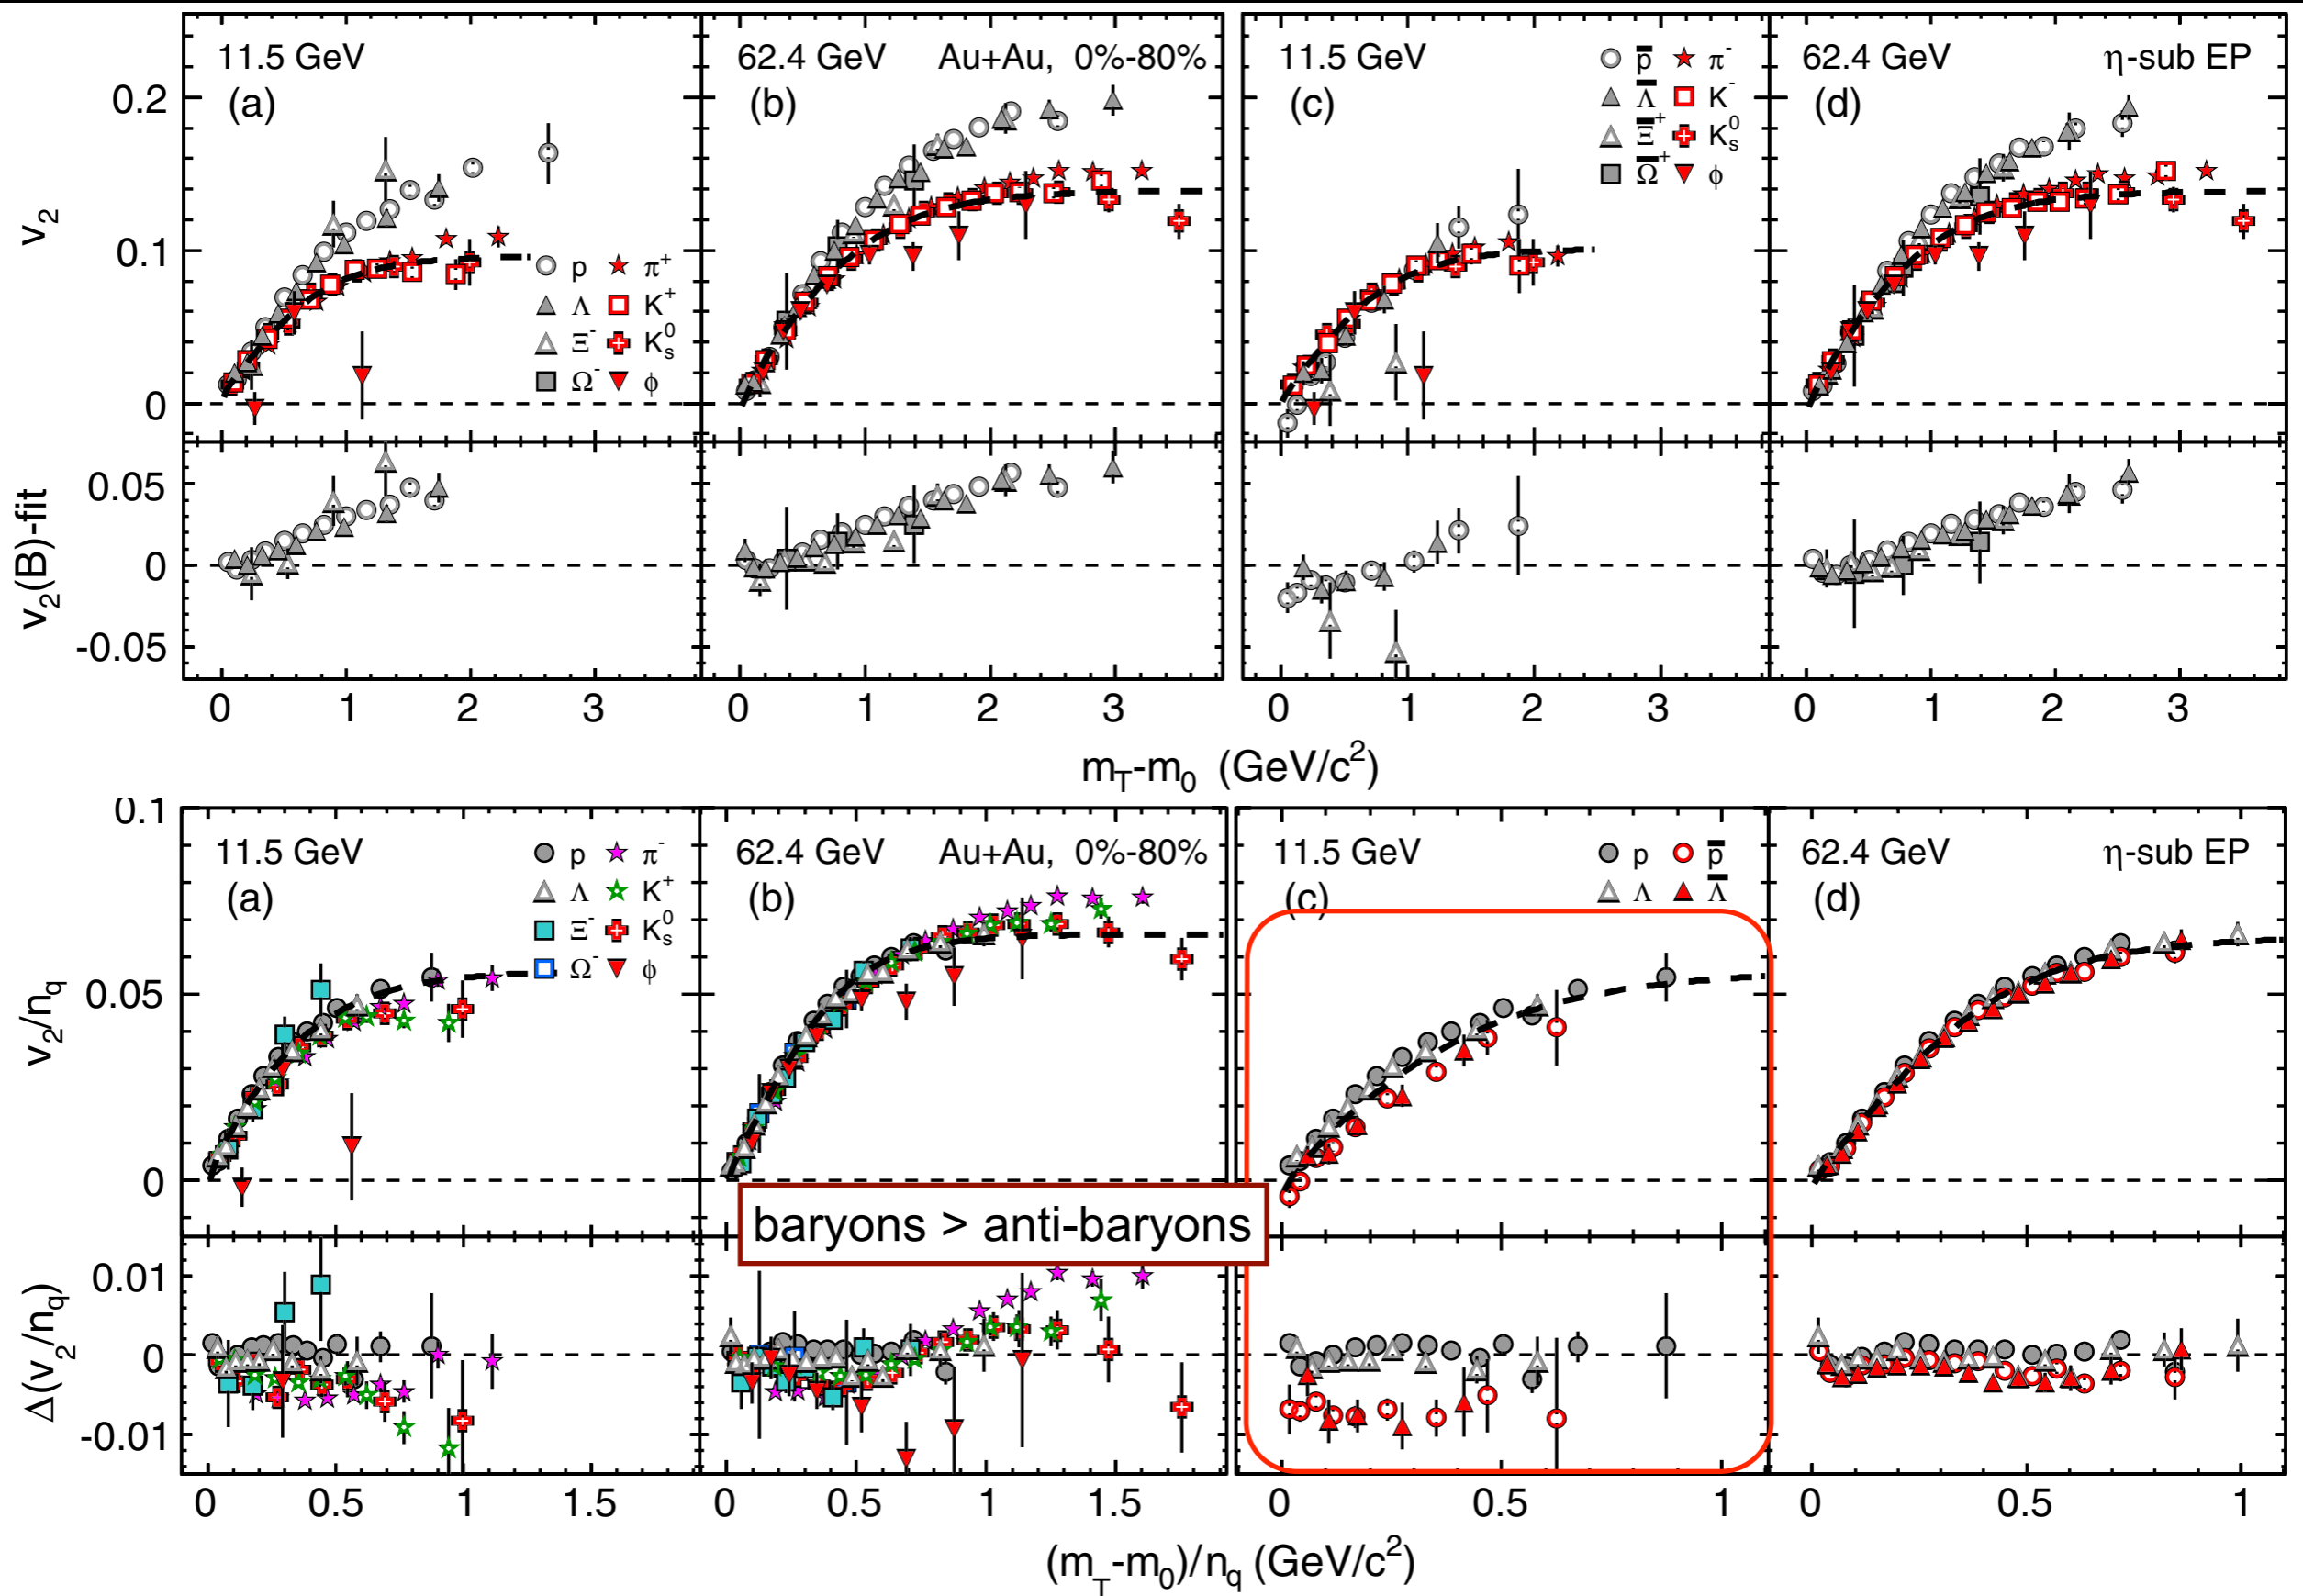 11.5 GeV
(a)
62.4 GeV Au+Au, 0%-80%
(b)
11.5 GeV
(c)
p̅ π⁻
Λ̅ K⁻
Ξ̅⁺ K⁰ₛ
Ω̅⁺ ϕ
62.4 GeV η-sub EP
(d)
p π⁺
Λ K⁺
Ξ⁻ K⁰ₛ
Ω⁻ ϕ
v₂
0.2
0.1
0
v₂(B)-fit
0.05
0
-0.05
0 1 2 3 0 1 2 3 0 1 2 3 0 1 2 3
m_T-m₀ (GeV/c²)
0.1
11.5 GeV
(a)
p π⁻
Λ K⁺
Ξ⁻ K⁰ₛ
Ω⁻ ϕ
62.4 GeV Au+Au, 0%-80%
(b)
11.5 GeV
(c)
p p̅
Λ Λ̅
62.4 GeV η-sub EP
(d)
v₂/n_q
0.05
0
baryons > anti-baryons
Δ(v₂/n_q)
0.01
0
-0.01
0 0.5 1 1.5 0 0.5 1 1.5 0 0.5 1 0 0.5 1
(m_T-m₀)/n_q (GeV/c²)